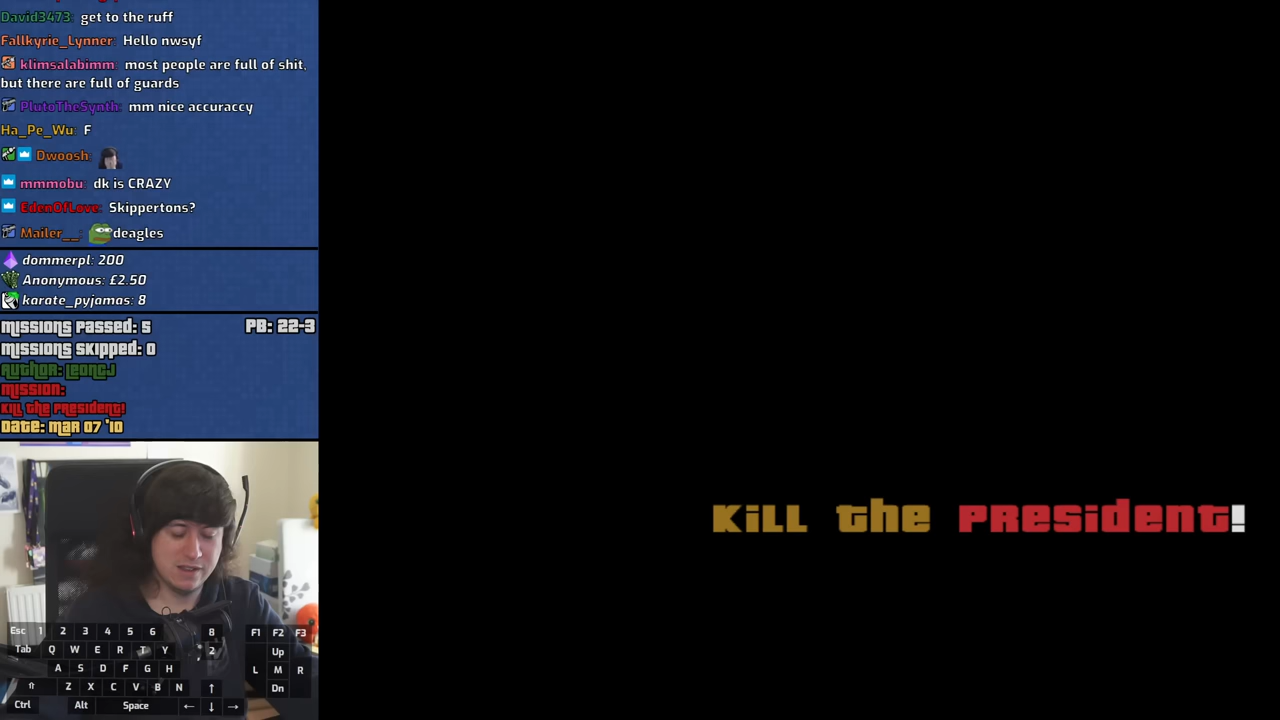 David3473: get to the ruff
Fallkyrie_Lynner: Hello nwsyf
klimsalabimm: most people are full of shit,
but there are full of guards
PlutoTheSynth: mm nice accuraccy
Ha_Pe_Wu: F
Dwoosh:
mmmobu: dk is CRAZY
EdenOfLove: Skippertons?
Mailer__: deagles
dommerpl: 200
Anonymous: £2.50
karate_pyjamas: 8
Missions Passed: 5 PB: 22-3
Missions Skipped: 0
Author: LeonCJ
Mission:
Kill the President!
Date: Mar 07 '10
Kill the President!
Esc 1 2 3 4 5 6 8 F1 F2 F3
Tab Q W E R T Y 2 Up
A S D F G H L M R
⇧ Z X C V B N ↑ Dn
Ctrl Alt Space ← ↓ →